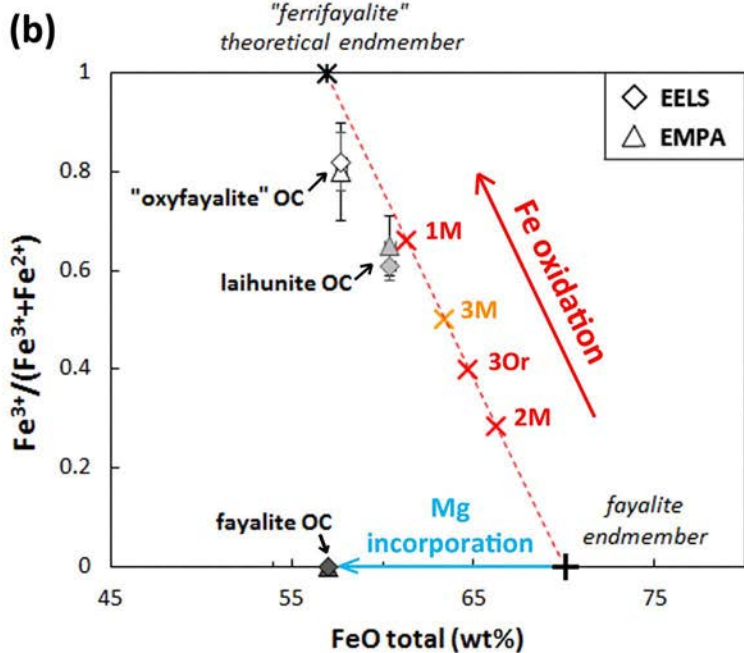 (b)
"ferrifayalite"
theoretical endmember
EELS
EMPA
1
0.8
0.6
0.4
0.2
0
Fe³⁺/(Fe³⁺+Fe²⁺)
"oxyfayalite" OC
laihunite OC
fayalite OC
1M
3M
3Or
2M
Fe oxidation
Mg
incorporation
fayalite
endmember
45
55
65
75
FeO total (wt%)